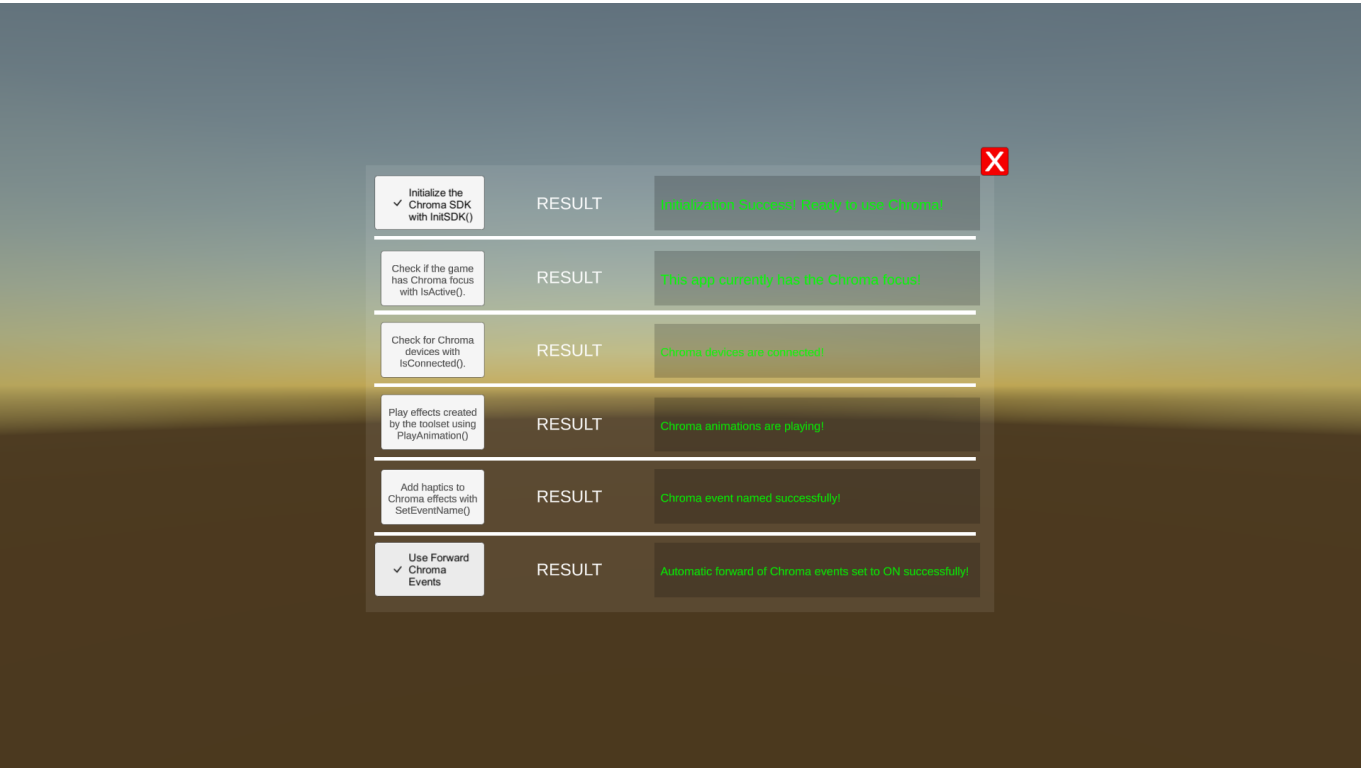 X
Initialize the
Chroma SDK
with InitSDK()
RESULT
Initialization Success! Ready to use Chroma!
Check if the game
has Chroma focus
with IsActive().
RESULT
This app currently has the Chroma focus!
Check for Chroma
devices with
IsConnected().
RESULT
Chroma devices are connected!
Play effects created
by the toolset using
PlayAnimation()
RESULT
Chroma animations are playing!
Add haptics to
Chroma effects with
SetEventName()
RESULT
Chroma event named successfully!
Use Forward
Chroma
Events
RESULT
Automatic forward of Chroma events set to ON successfully!